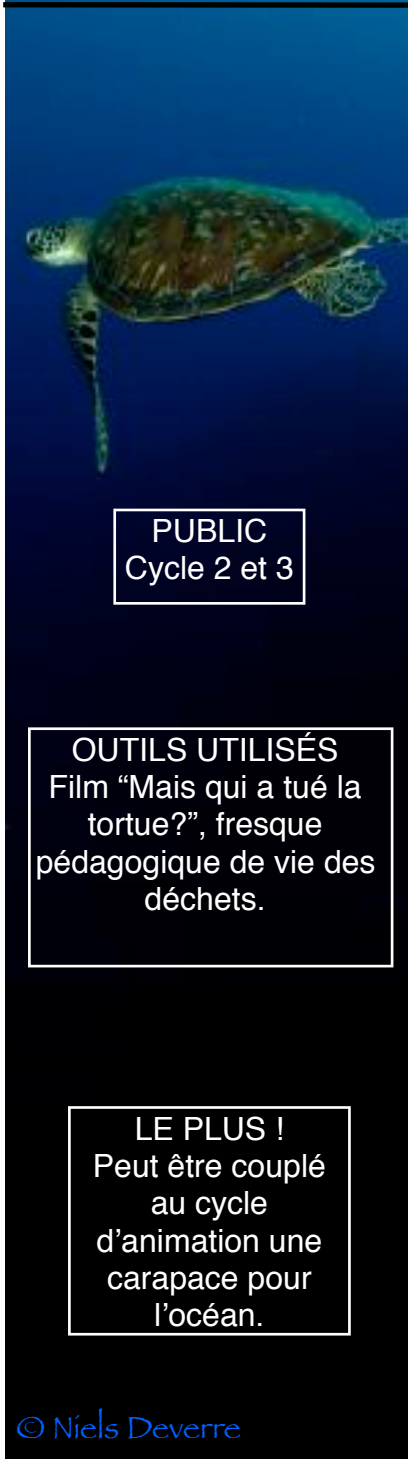 PUBLIC
Cycle 2 et 3
OUTILS UTILISÉS
Film “Mais qui a tué la
tortue?”, fresque
pédagogique de vie des
déchets.
LE PLUS !
Peut être couplé
au cycle
d’animation une
carapace pour
l’océan.
© Niels Deverre